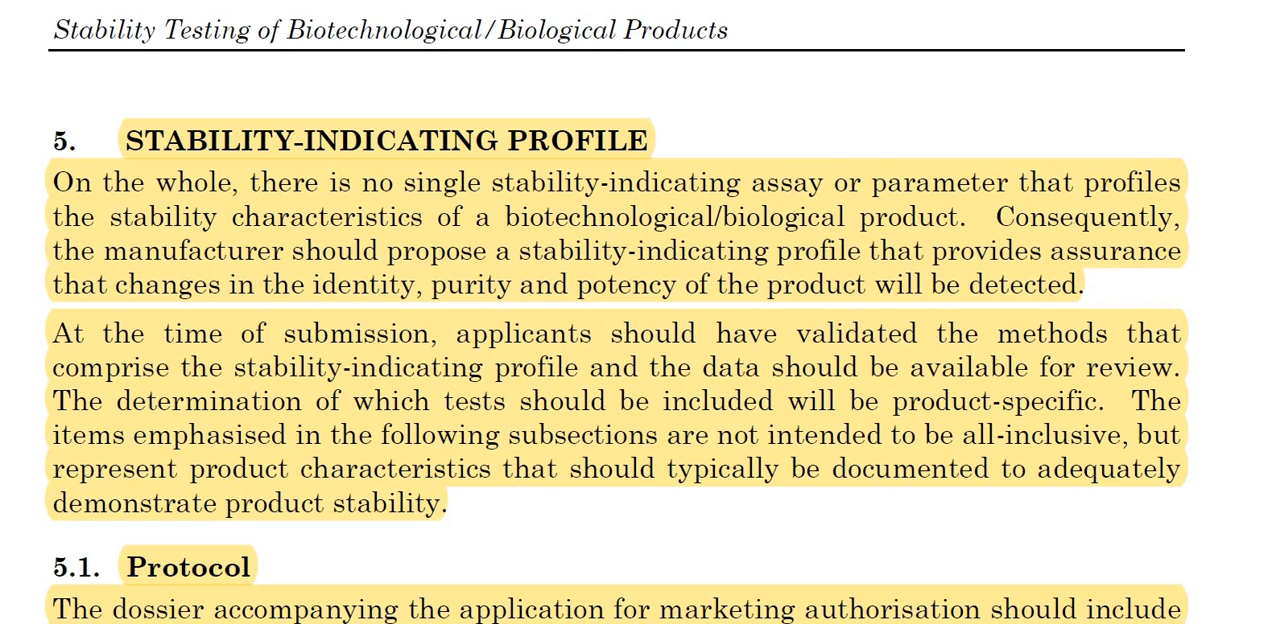 Stability Testing of Biotechnological/Biological Products
5. STABILITY-INDICATING PROFILE
On the whole, there is no single stability-indicating assay or parameter that profiles
the stability characteristics of a biotechnological/biological product. Consequently,
the manufacturer should propose a stability-indicating profile that provides assurance
that changes in the identity, purity and potency of the product will be detected.
At the time of submission, applicants should have validated the methods that
comprise the stability-indicating profile and the data should be available for review.
The determination of which tests should be included will be product-specific. The
items emphasised in the following subsections are not intended to be all-inclusive, but
represent product characteristics that should typically be documented to adequately
demonstrate product stability.
5.1. Protocol
The dossier accompanying the application for marketing authorisation should include